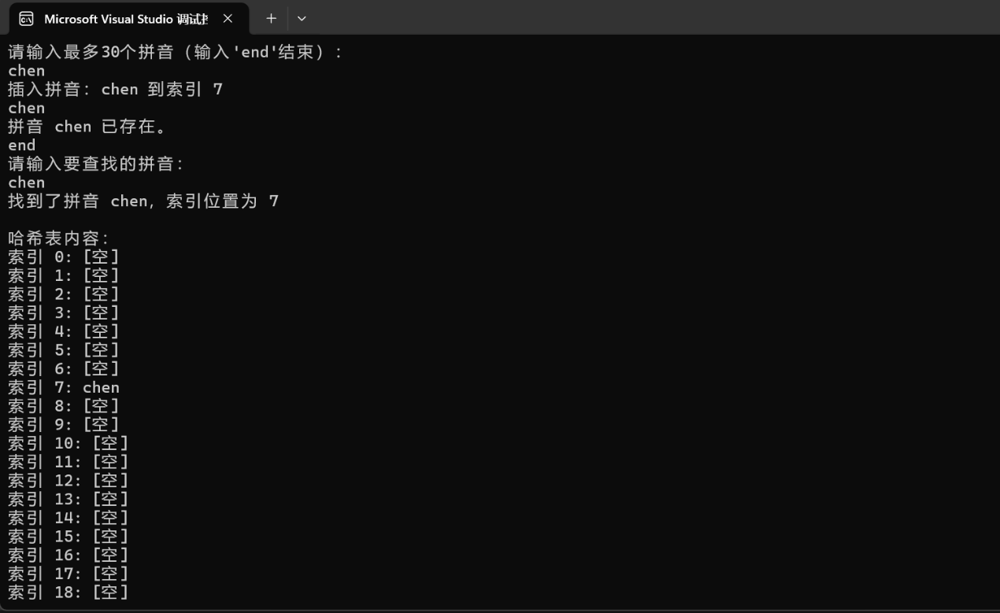 Microsoft Visual Studio 调试
请输入最多30个拼音（输入'end'结束）：
chen
插入拼音：chen 到索引 7
chen
拼音 chen 已存在。
end
请输入要查找的拼音：
chen
找到了拼音 chen，索引位置为 7
哈希表内容：
索引 0: [空]
索引 1: [空]
索引 2: [空]
索引 3: [空]
索引 4: [空]
索引 5: [空]
索引 6: [空]
索引 7: chen
索引 8: [空]
索引 9: [空]
索引 10: [空]
索引 11: [空]
索引 12: [空]
索引 13: [空]
索引 14: [空]
索引 15: [空]
索引 16: [空]
索引 17: [空]
索引 18: [空]